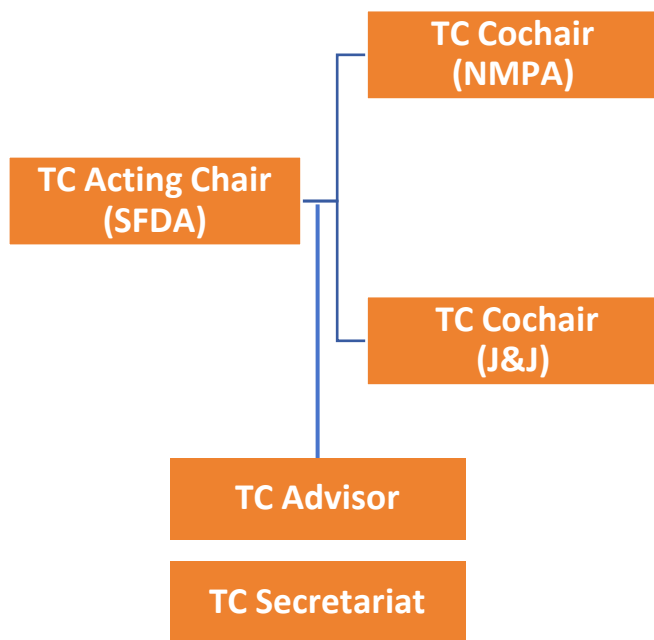 TC Cochair
(NMPA)
TC Acting Chair
(SFDA)
TC Cochair
(J&J)
TC Advisor
TC Secretariat